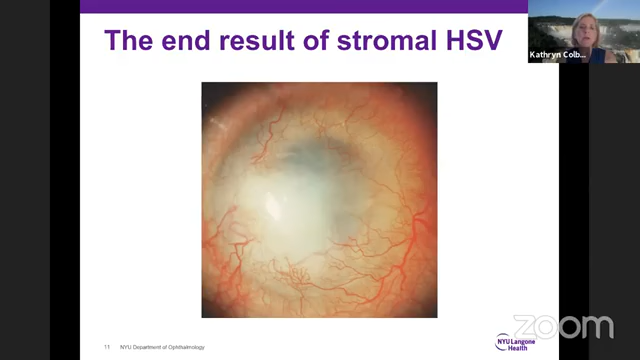 The end result of stromal HSV
Kathryn Colb...
11 NYU Department of Ophthalmology
NYU Langone
Health
zoom